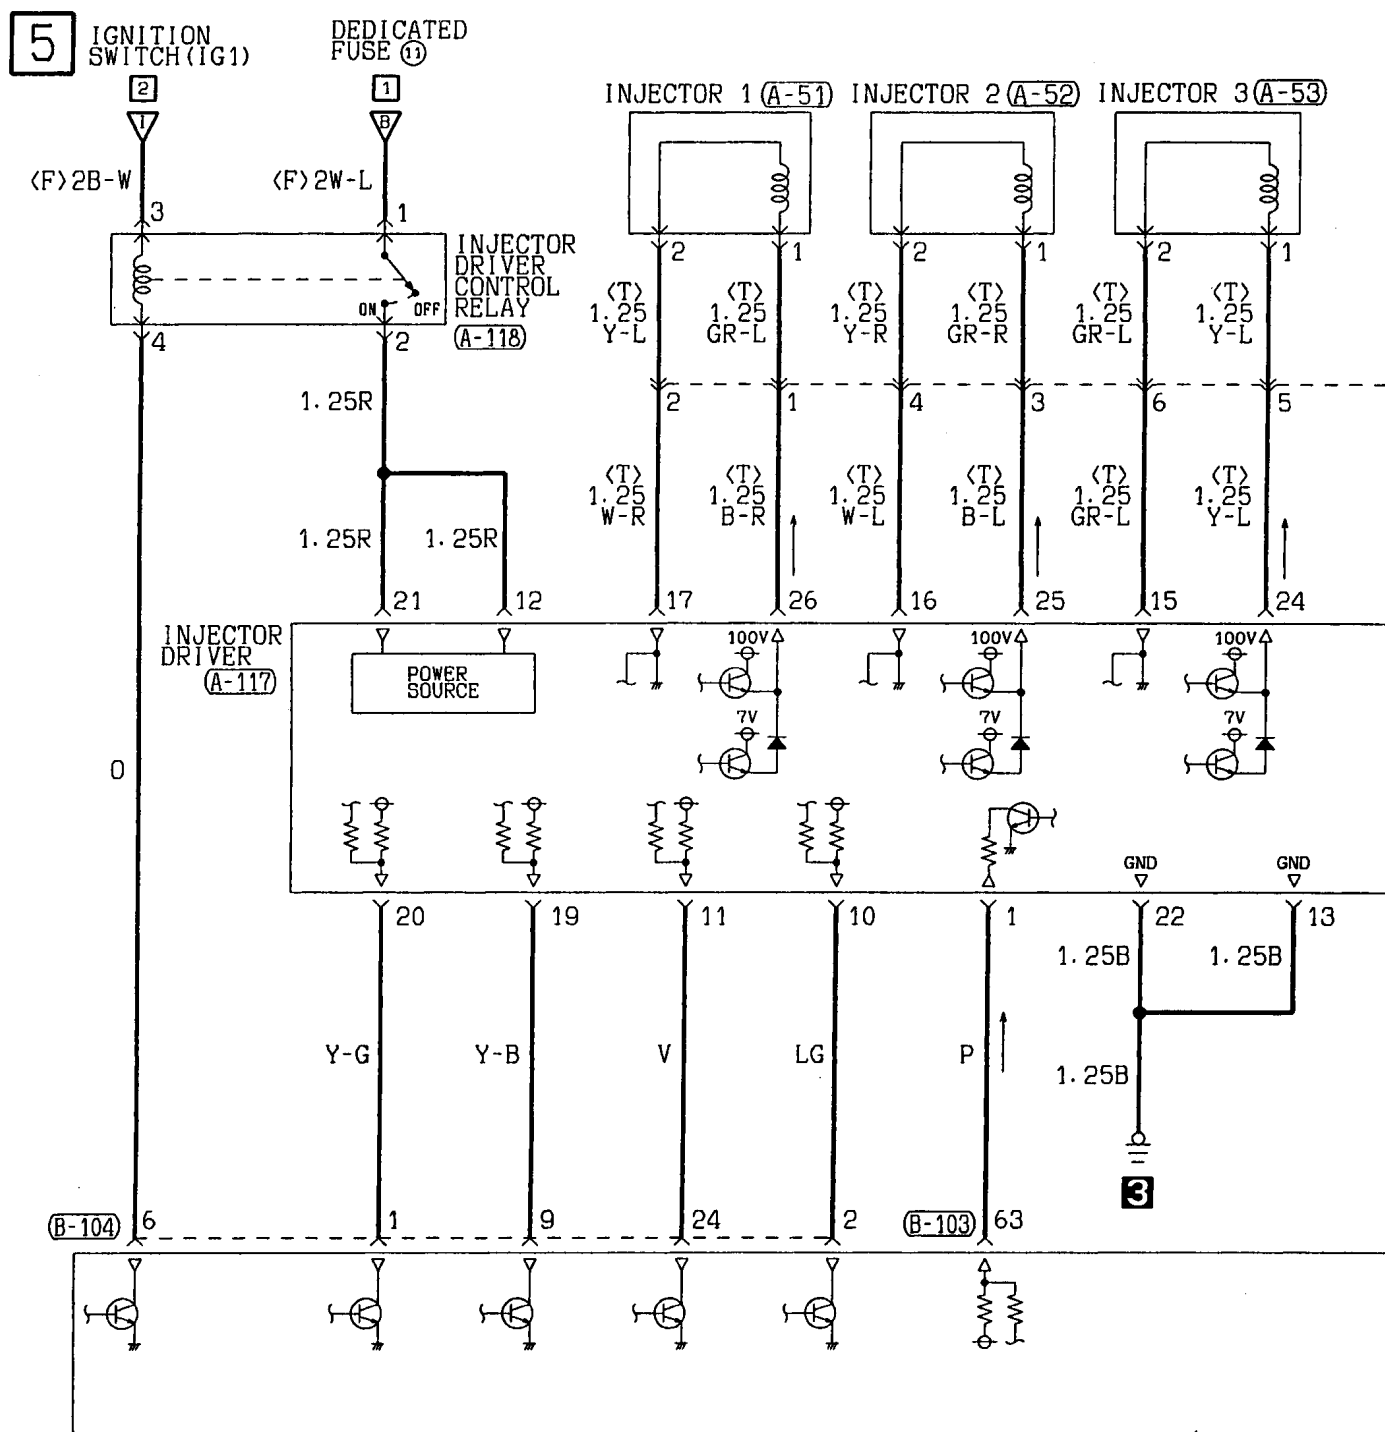 5
IGNITION
SWITCH(IG1)
DEDICATED
FUSE ⑪
2
1
I
B
INJECTOR 1 (A-51)
INJECTOR 2 (A-52)
INJECTOR 3 (A-53)
<F>2B-W
<F>2W-L
3
1
INJECTOR
DRIVER
CONTROL
RELAY
(A-118)
ON
OFF
4
2
2
1
2
1
2
1
<T>
1.25
Y-L
<T>
1.25
GR-L
<T>
1.25
Y-R
<T>
1.25
GR-R
<T>
1.25
GR-L
<T>
1.25
Y-L
1.25R
2
1
4
3
6
5
<T>
1.25
W-R
<T>
1.25
B-R
<T>
1.25
W-L
<T>
1.25
B-L
<T>
1.25
GR-L
<T>
1.25
Y-L
1.25R
1.25R
21
12
17
26
16
25
15
24
INJECTOR
DRIVER
(A-117)
POWER
SOURCE
100V
100V
100V
7V
7V
7V
O
GND
GND
20
19
11
10
1
22
13
1.25B
1.25B
Y-G
Y-B
V
LG
P
1.25B
3
(B-104)
6
1
9
24
2
(B-103)
63